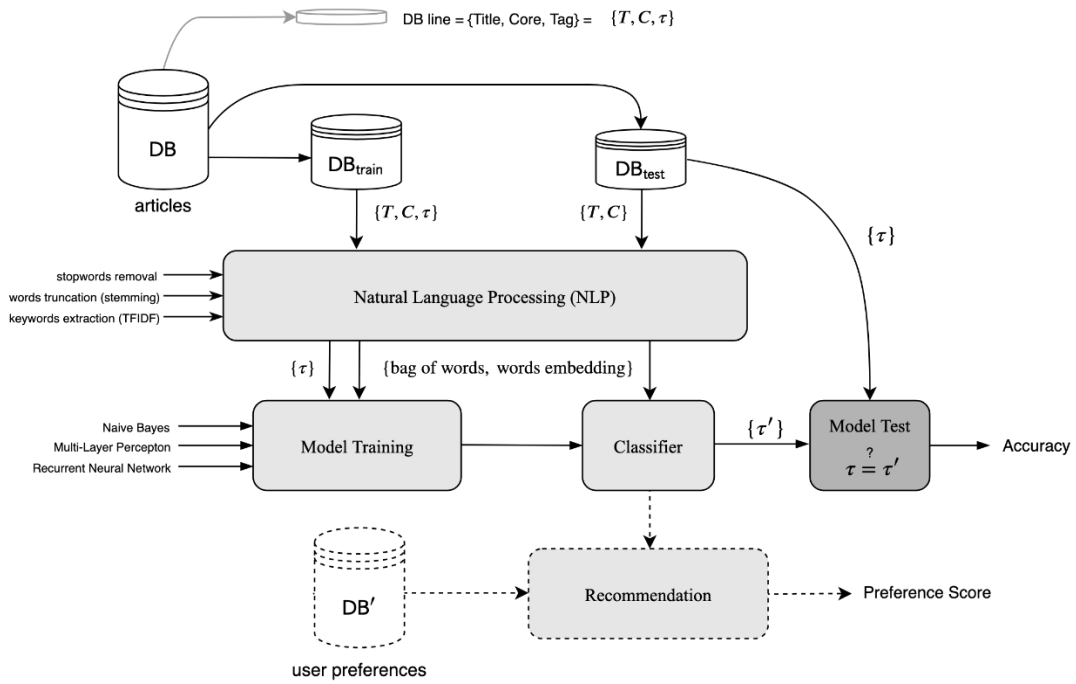 DB line = {Title, Core, Tag} = {T, C, τ}
DB
articles
DBtrain
DBtest
{T, C, τ}
{T, C}
{τ}
stopwords removal
words truncation (stemming)
keywords extraction (TFIDF)
Natural Language Processing (NLP)
{τ}
{bag of words, words embedding}
Naive Bayes
Multi-Layer Percepton
Recurrent Neural Network
Model Training
Classifier
{τ′}
Model Test
?
τ = τ′
Accuracy
DB′
user preferences
Recommendation
Preference Score